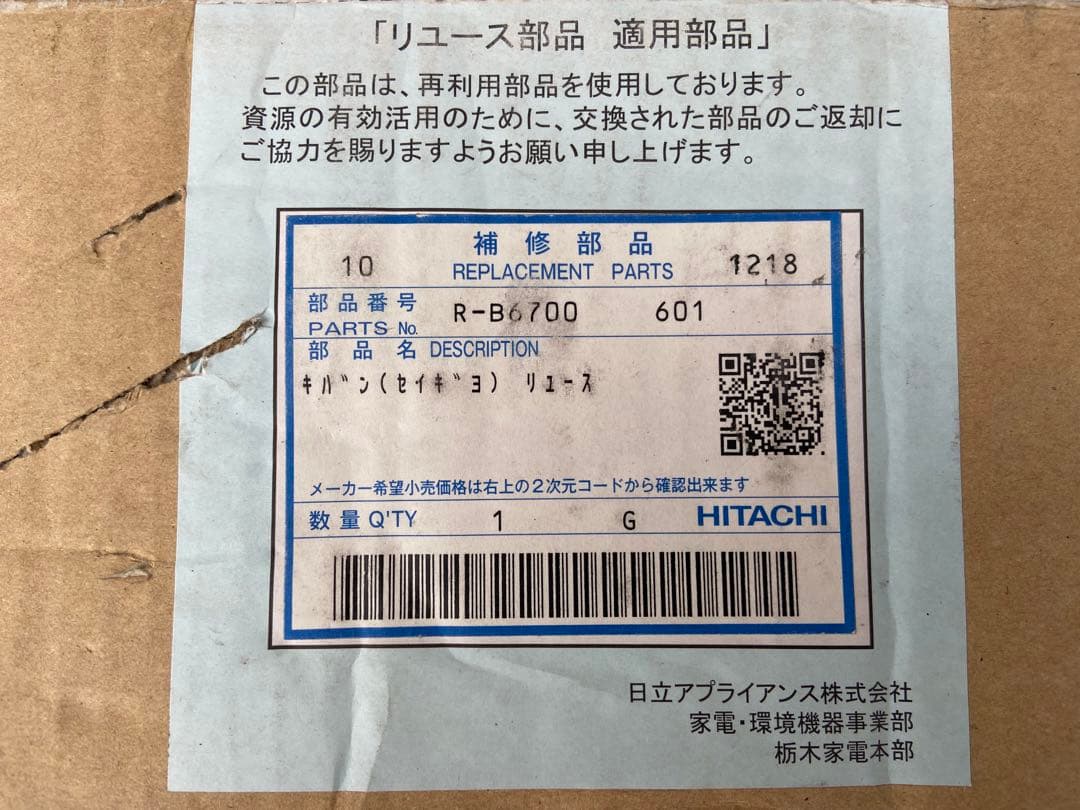 「リユース部品 適用部品」
この部品は、再利用部品を使用しております。
資源の有効活用のために、交換された部品のご返却に
ご協力を賜りますようお願い申し上げます。
補修部品
10 REPLACEMENT PARTS 1218
部品番号
PARTS No. R-B6700 601
部品名 DESCRIPTION
ｷﾊﾞﾝ(ｾｲｷﾞﾖ) ﾘﾕｰｽ
メーカー希望小売価格は右上の2次元コードから確認出来ます
数量 Q'TY 1 G HITACHI
日立アプライアンス株式会社
家電・環境機器事業部
栃木家電本部